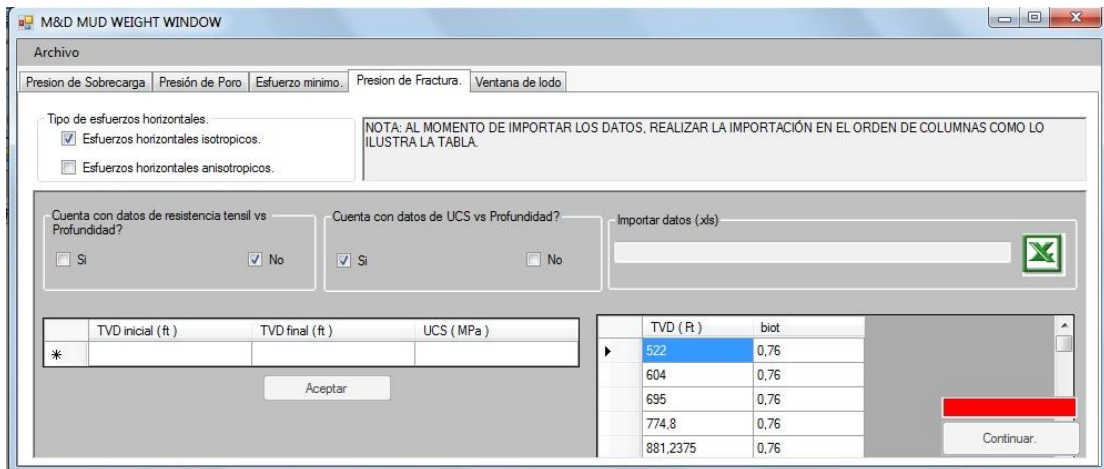 M&D MUD WEIGHT WINDOW
Archivo
Presion de Sobrecarga Presión de Poro Esfuerzo minimo. Presion de Fractura. Ventana de lodo
Tipo de esfuerzos horizontales.
Esfuerzos horizontales isotropicos.
Esfuerzos horizontales anisotropicos.
NOTA: AL MOMENTO DE IMPORTAR LOS DATOS, REALIZAR LA IMPORTACIÓN EN EL ORDEN DE COLUMNAS COMO LO
ILUSTRA LA TABLA.
Cuenta con datos de resistencia tensil vs
Profundidad?
Si No
Cuenta con datos de UCS vs Profundidad?
Si No
Importar datos (.xls)
TVD inicial ( ft ) TVD final ( ft ) UCS ( MPa )
Aceptar
TVD ( Ft ) biot
522 0,76
604 0,76
695 0,76
774,8 0,76
881,2375 0,76
Continuar.